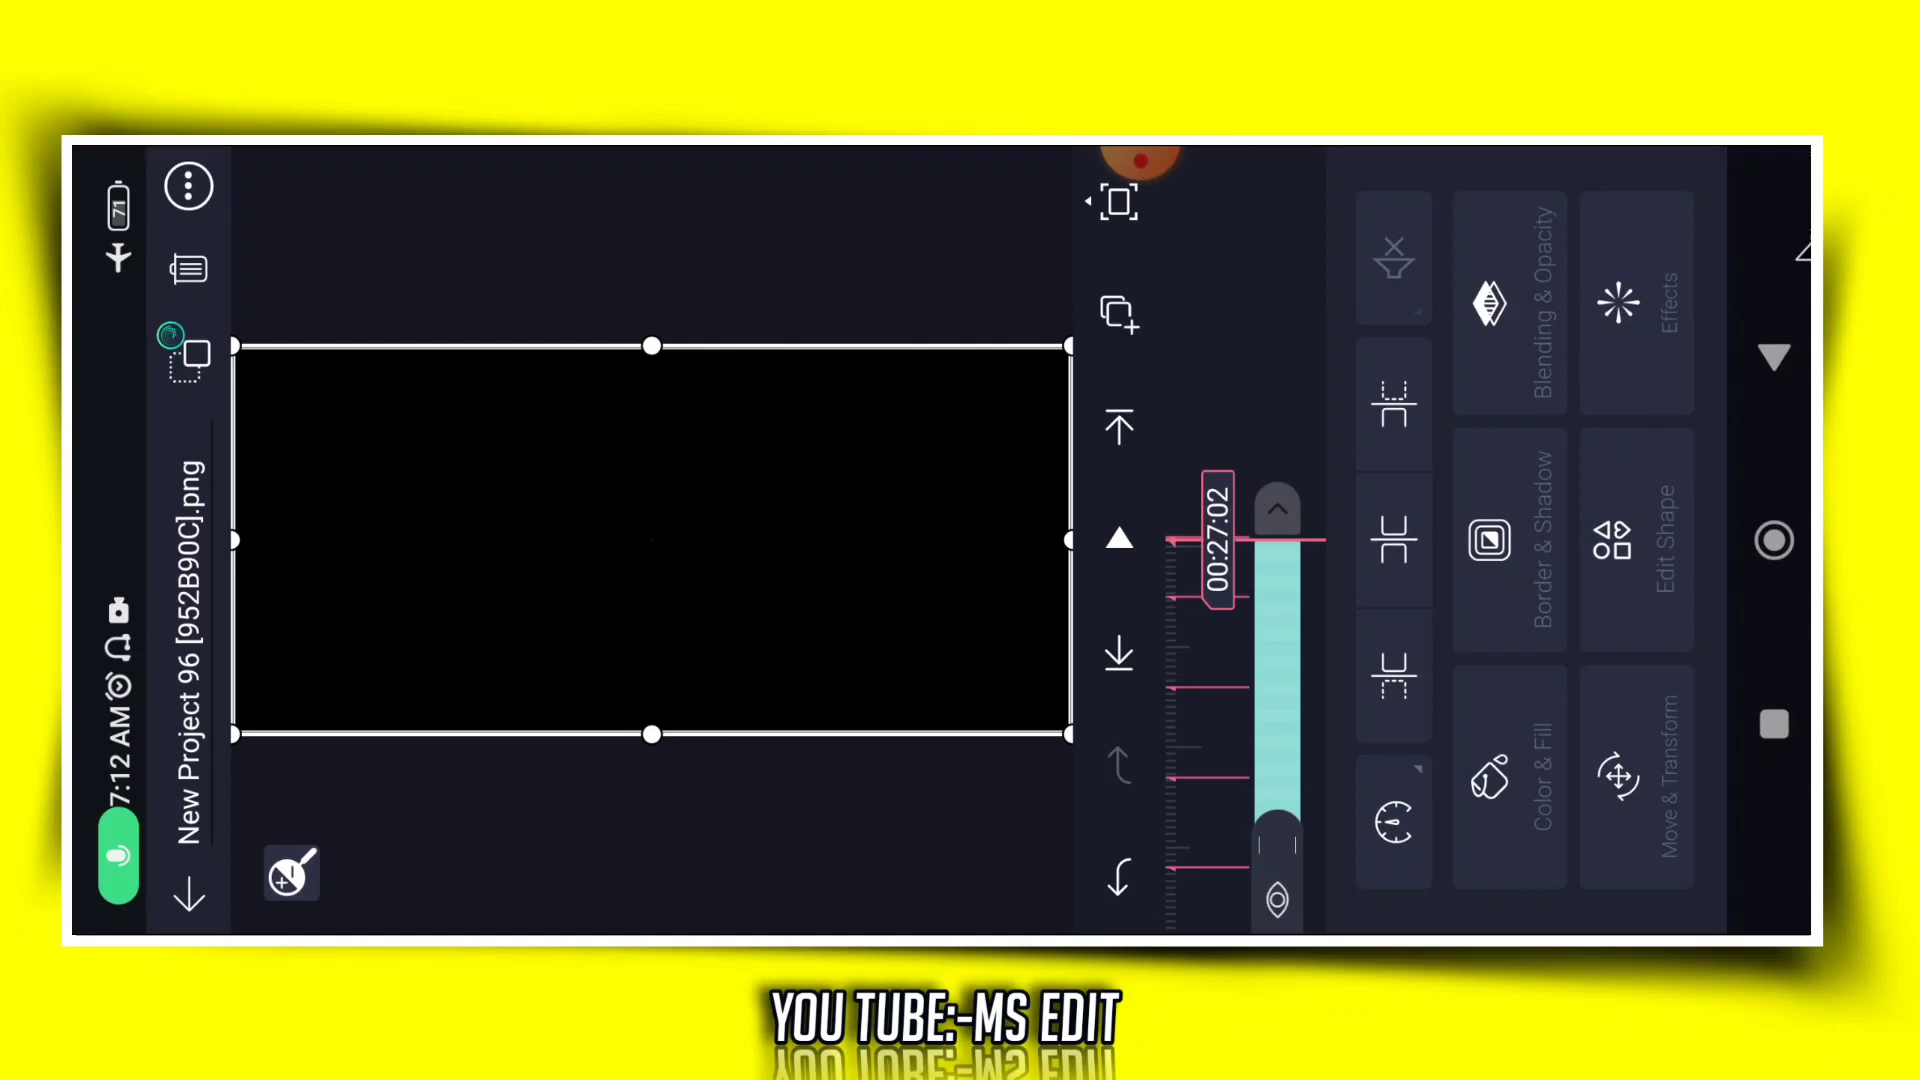 7:12 AM
71
New Project 96 [952B90C].png
00:27:02
Blending & Opacity
Effects
Border & Shadow
Edit Shape
Color & Fill
Move & Transform
YOU TUBE:-MS EDIT